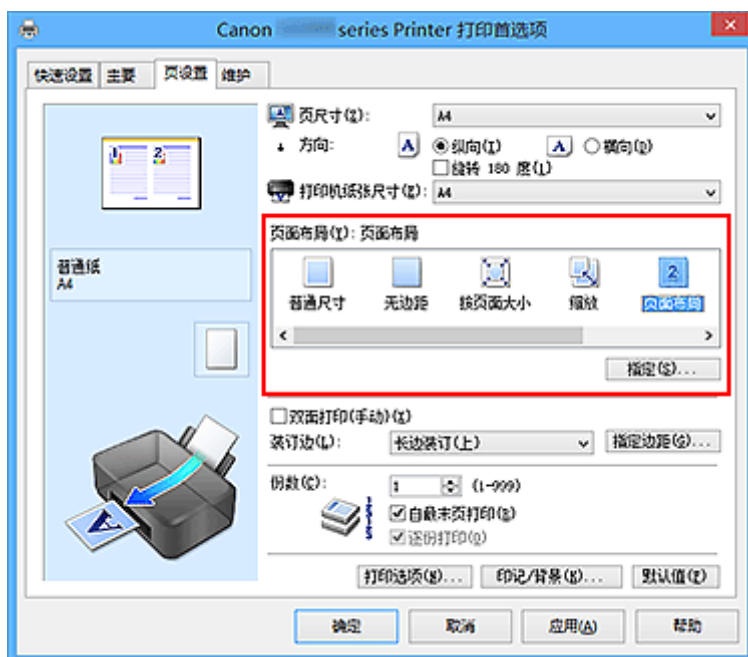 Canon series Printer 打印首选项
快速设置 主要 页设置 维护
页尺寸(Z): A4
方向: A 纵向(I) A 横向(D)
旋转 180 度(L)
打印机纸张尺寸(E): A4
页面布局(Y): 页面布局
普通尺寸 无边距 按页面大小 缩放 页面布局
指定(S)...
双面打印(手动)(X)
装订边(L): 长边装订(上) 指定边距(G)...
份数(C): 1 (1-999)
自最末页打印(B)
逐份打印(O)
打印选项(N)... 印记/背景(K)... 默认值(F)
普通纸
A4
确定 取消 应用(A) 帮助